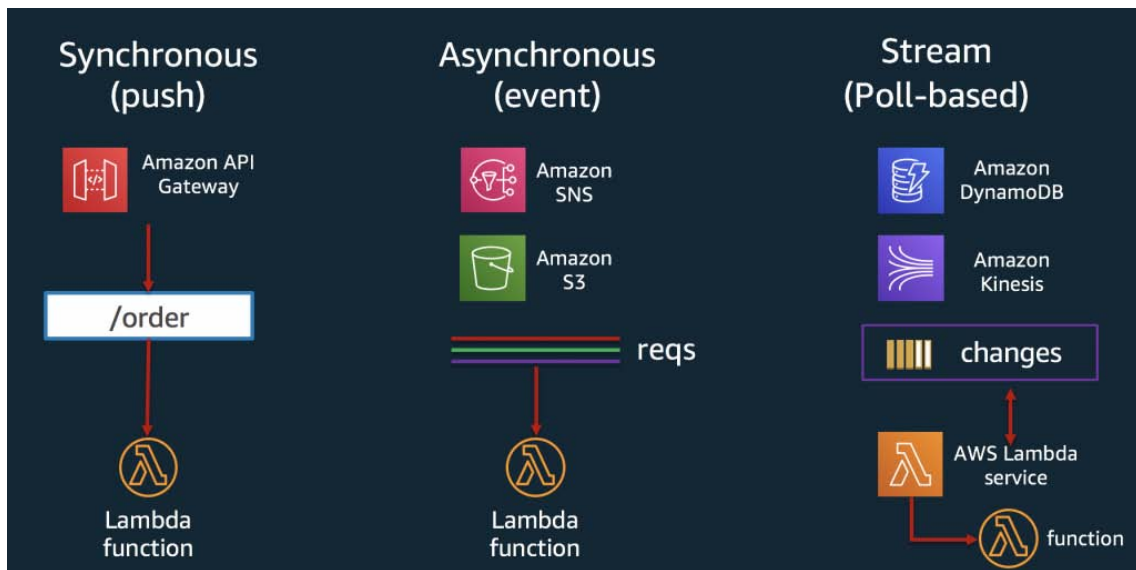 Synchronous
(push)
Amazon API
Gateway
/order
Lambda
function
Asynchronous
(event)
Amazon
SNS
Amazon
S3
reqs
Lambda
function
Stream
(Poll-based)
Amazon
DynamoDB
Amazon
Kinesis
changes
AWS Lambda
service
function